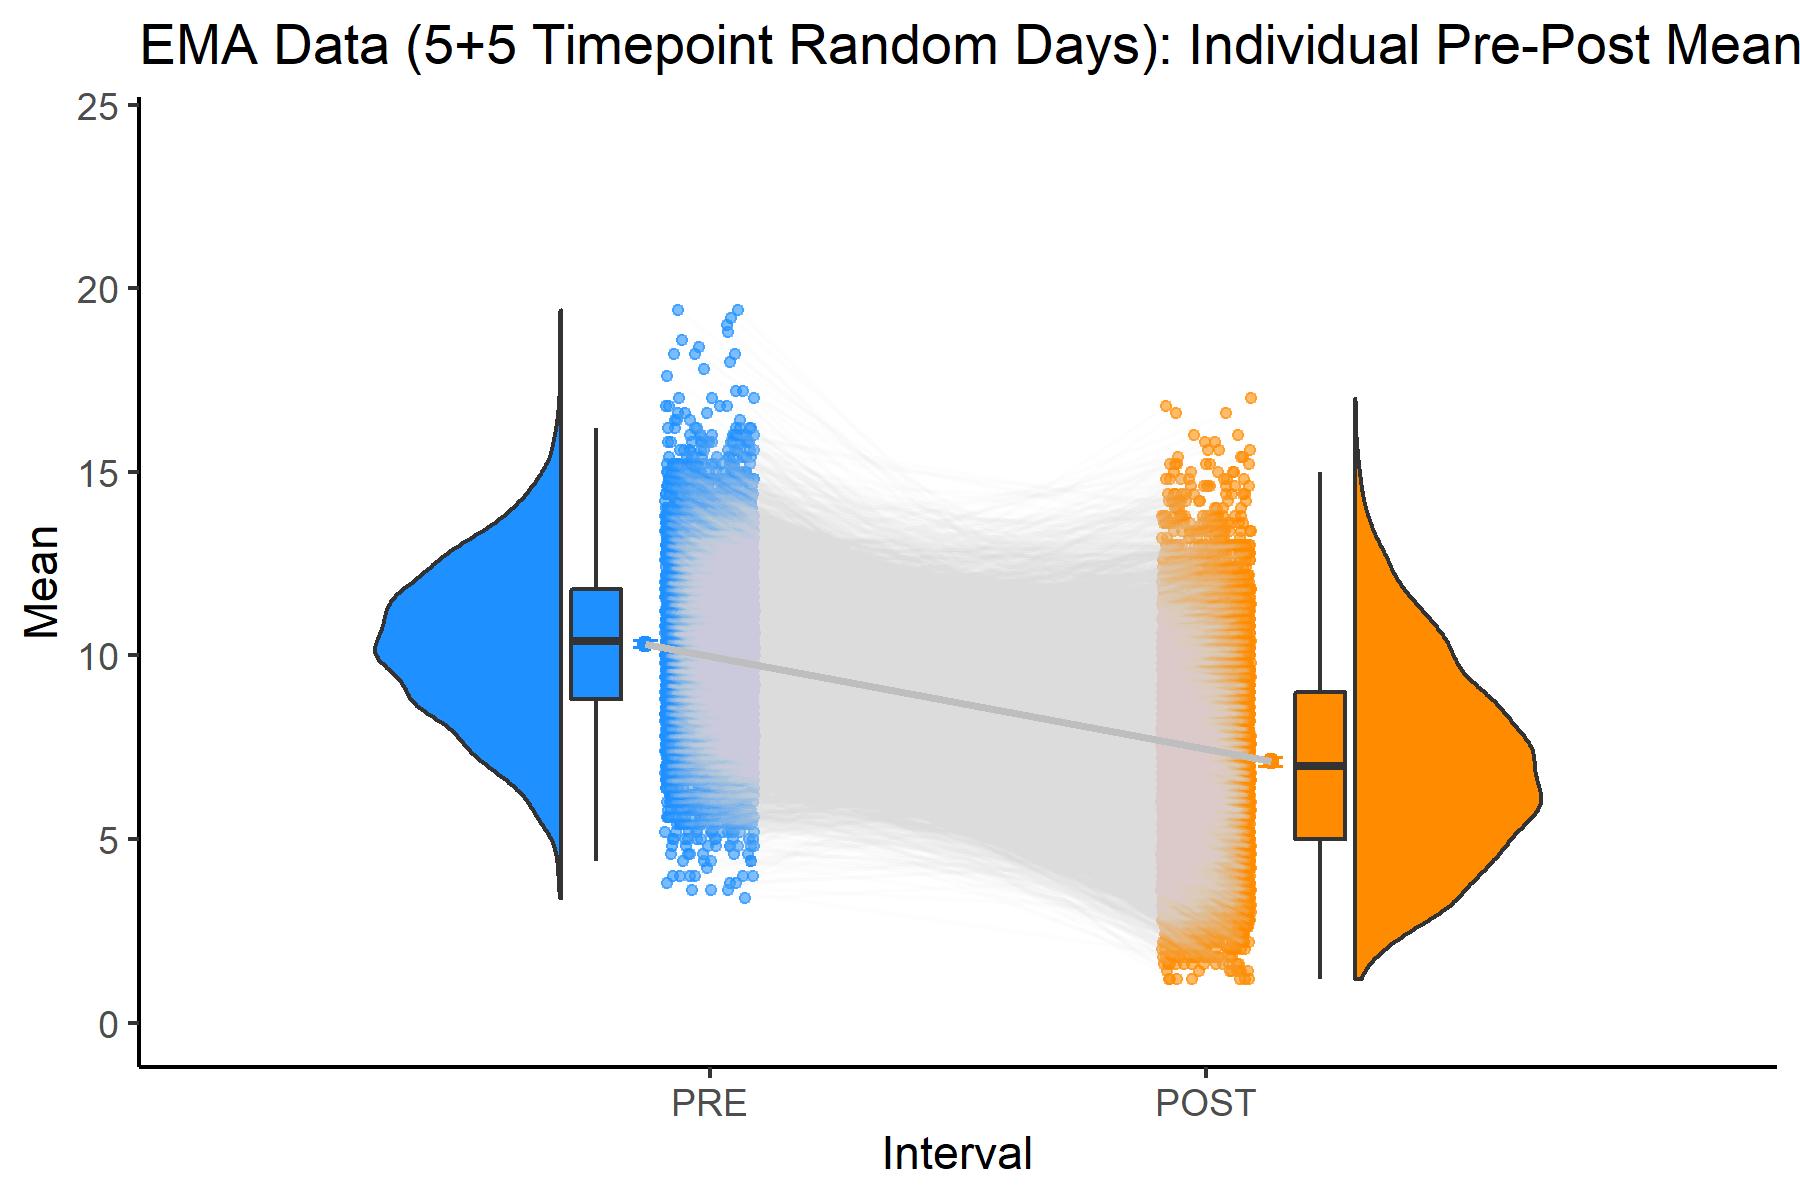 EMA Data (5+5 Timepoint Random Days): Individual Pre-Post Mean
25
20
15
10
5
0
Mean
PRE
POST
Interval